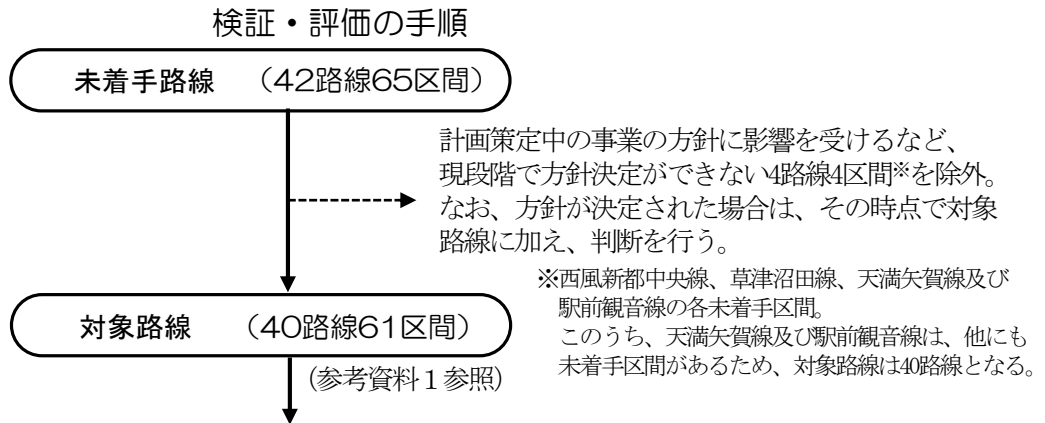 検証・評価の手順
未着手路線　（42路線65区間）
計画策定中の事業の方針に影響を受けるなど、
現段階で方針決定ができない4路線4区間※を除外。
なお、方針が決定された場合は、その時点で対象
路線に加え、判断を行う。
※西風新都中央線、草津沼田線、天満矢賀線及び
駅前観音線の各未着手区間。
このうち、天満矢賀線及び駅前観音線は、他にも
未着手区間があるため、対象路線は40路線となる。
対象路線　（40路線61区間）
(参考資料１参照)